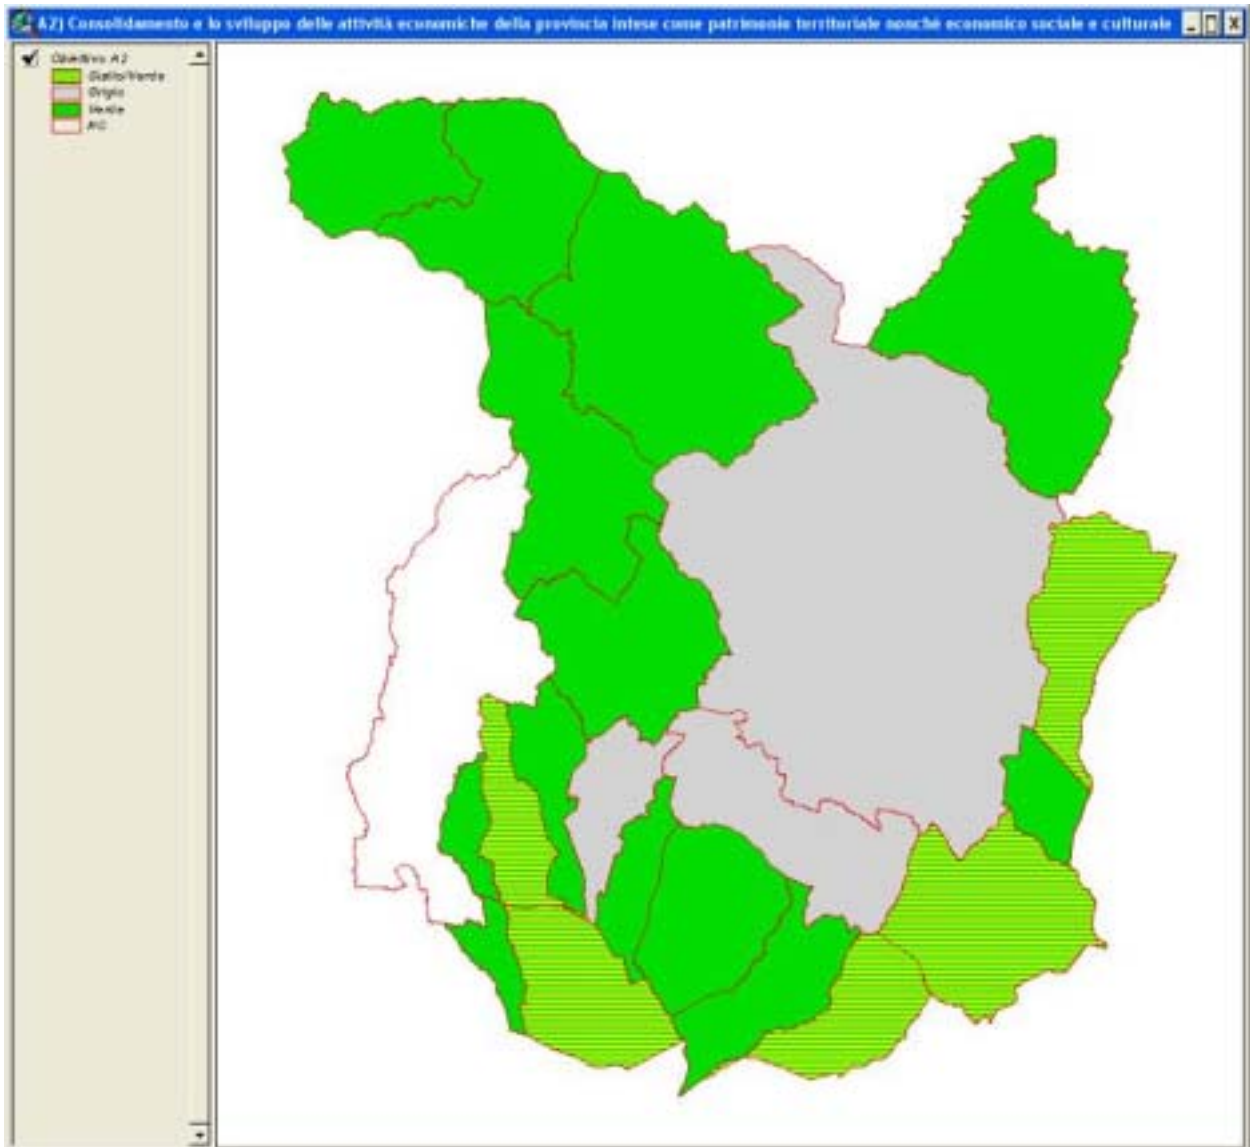 A2) Consolidamento e lo sviluppo delle attività economiche della provincia intese come patrimonio territoriale nonchè economico sociale e culturale
Obiettivo A2
Giallo/Verde
Grigio
Verde